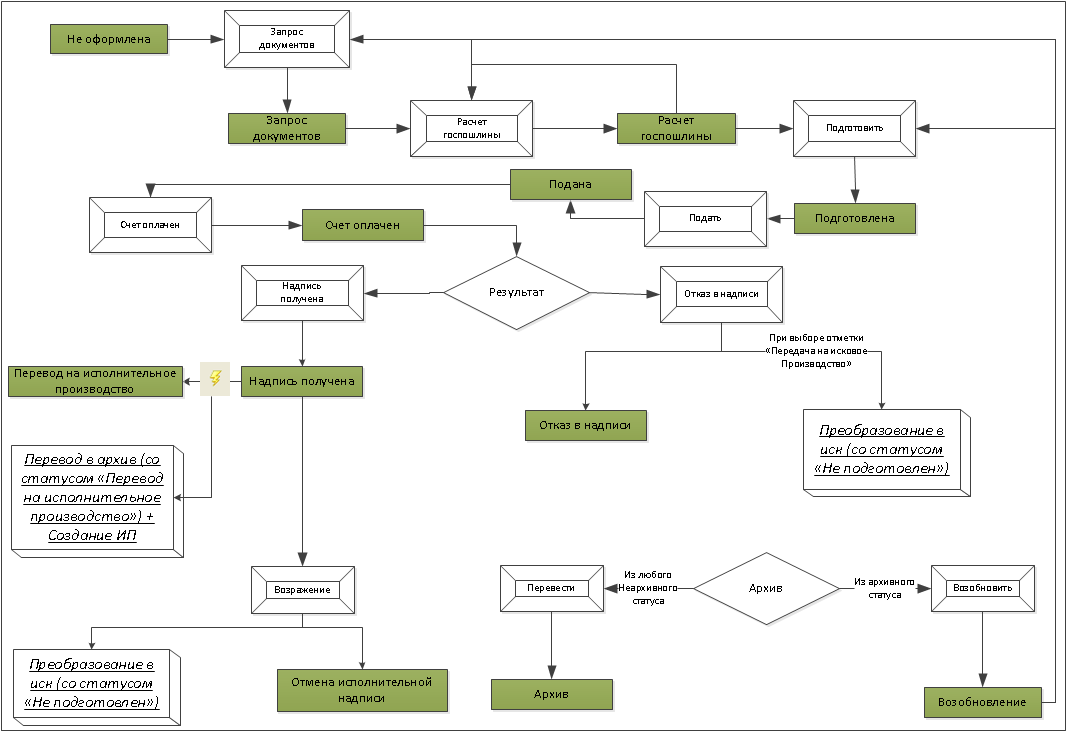 Не оформлена
Запрос
документов
Запрос
документов
Расчет
госпошлины
Расчет
госпошлины
Подготовить
Подана
Подать
Подготовлена
Счет оплачен
Счет оплачен
Надпись
получена
Результат
Отказ в надписи
При выборе отметки
«Передача на исковое
Производство»
Перевод на исполнительное
производство
Надпись получена
Отказ в надписи
Преобразование в
иск (со статусом
«Не подготовлен»)
Перевод в архив (со
статусом «Перевод
на исполнительное
производство») +
Создание ИП
Возражение
Перевести
Из любого
Неархивного
статуса
Архив
Из архивного
статуса
Возобновить
Преобразование в
иск (со статусом
«Не подготовлен»)
Отмена исполнительной
надписи
Архив
Возобновление